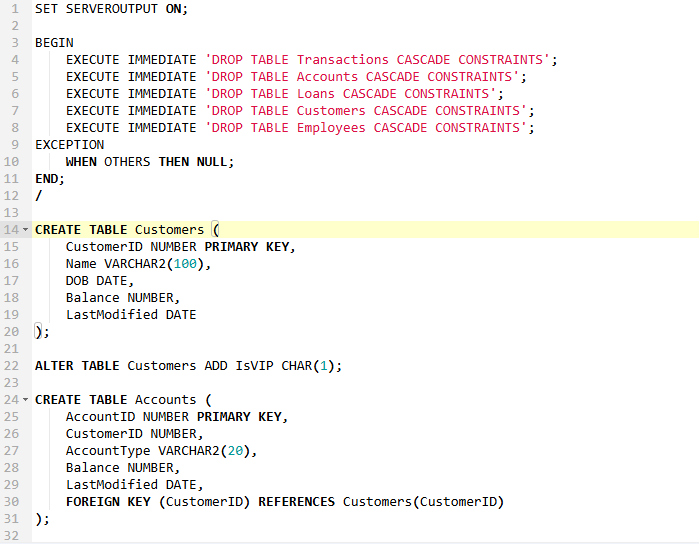 1 SET SERVEROUTPUT ON;
2
3 BEGIN
4     EXECUTE IMMEDIATE 'DROP TABLE Transactions CASCADE CONSTRAINTS';
5     EXECUTE IMMEDIATE 'DROP TABLE Accounts CASCADE CONSTRAINTS';
6     EXECUTE IMMEDIATE 'DROP TABLE Loans CASCADE CONSTRAINTS';
7     EXECUTE IMMEDIATE 'DROP TABLE Customers CASCADE CONSTRAINTS';
8     EXECUTE IMMEDIATE 'DROP TABLE Employees CASCADE CONSTRAINTS';
9 EXCEPTION
10     WHEN OTHERS THEN NULL;
11 END;
12 /
13
14 CREATE TABLE Customers (
15     CustomerID NUMBER PRIMARY KEY,
16     Name VARCHAR2(100),
17     DOB DATE,
18     Balance NUMBER,
19     LastModified DATE
20 );
21
22 ALTER TABLE Customers ADD IsVIP CHAR(1);
23
24 CREATE TABLE Accounts (
25     AccountID NUMBER PRIMARY KEY,
26     CustomerID NUMBER,
27     AccountType VARCHAR2(20),
28     Balance NUMBER,
29     LastModified DATE,
30     FOREIGN KEY (CustomerID) REFERENCES Customers(CustomerID)
31 );
32